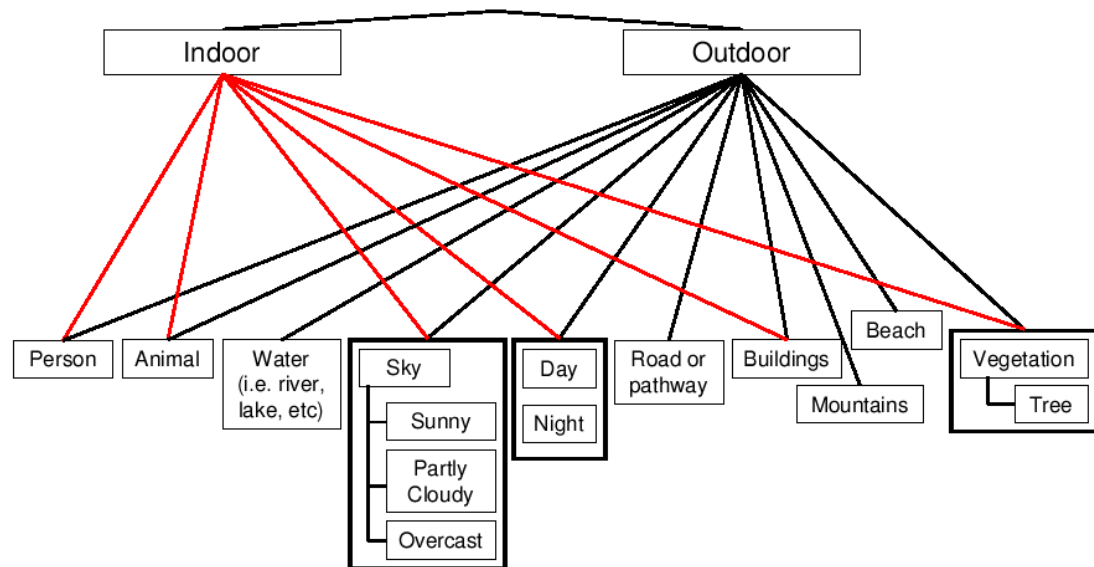 Indoor
Outdoor
Person
Animal
Water
(i.e. river,
lake, etc)
Sky
Sunny
Partly
Cloudy
Overcast
Day
Night
Road or
pathway
Buildings
Mountains
Beach
Vegetation
Tree